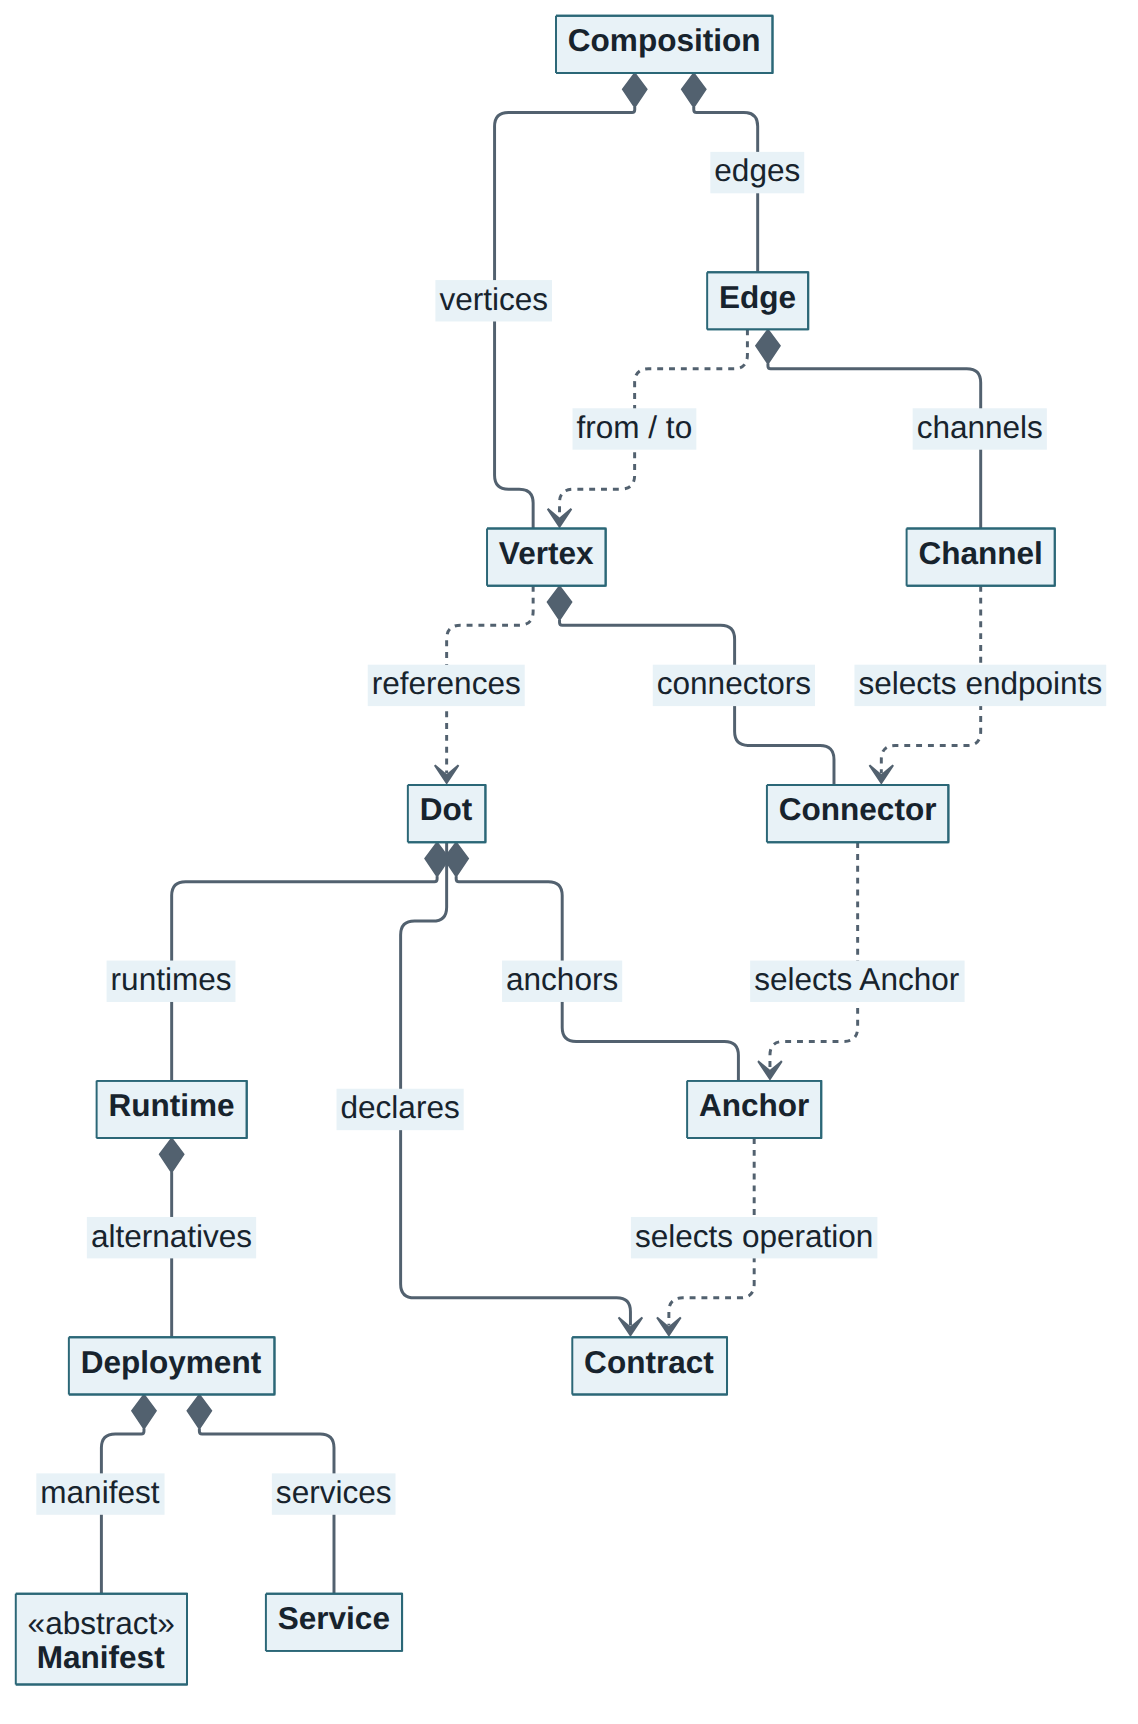 Composition
edges
vertices
Edge
from / to
channels
Vertex
Channel
references
connectors
selects endpoints
Dot
Connector
runtimes
anchors
selects Anchor
Runtime
declares
Anchor
alternatives
selects operation
Deployment
Contract
manifest
services
«abstract»
Manifest
Service